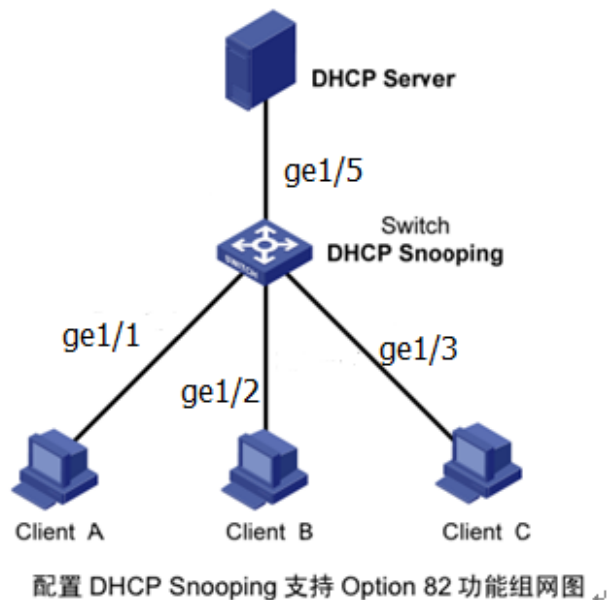 DHCP Server
ge1/5
Switch
DHCP Snooping
SWITCH
ge1/1
ge1/3
ge1/2
Client A
Client B
Client C
配置 DHCP Snooping 支持 Option 82 功能组网图